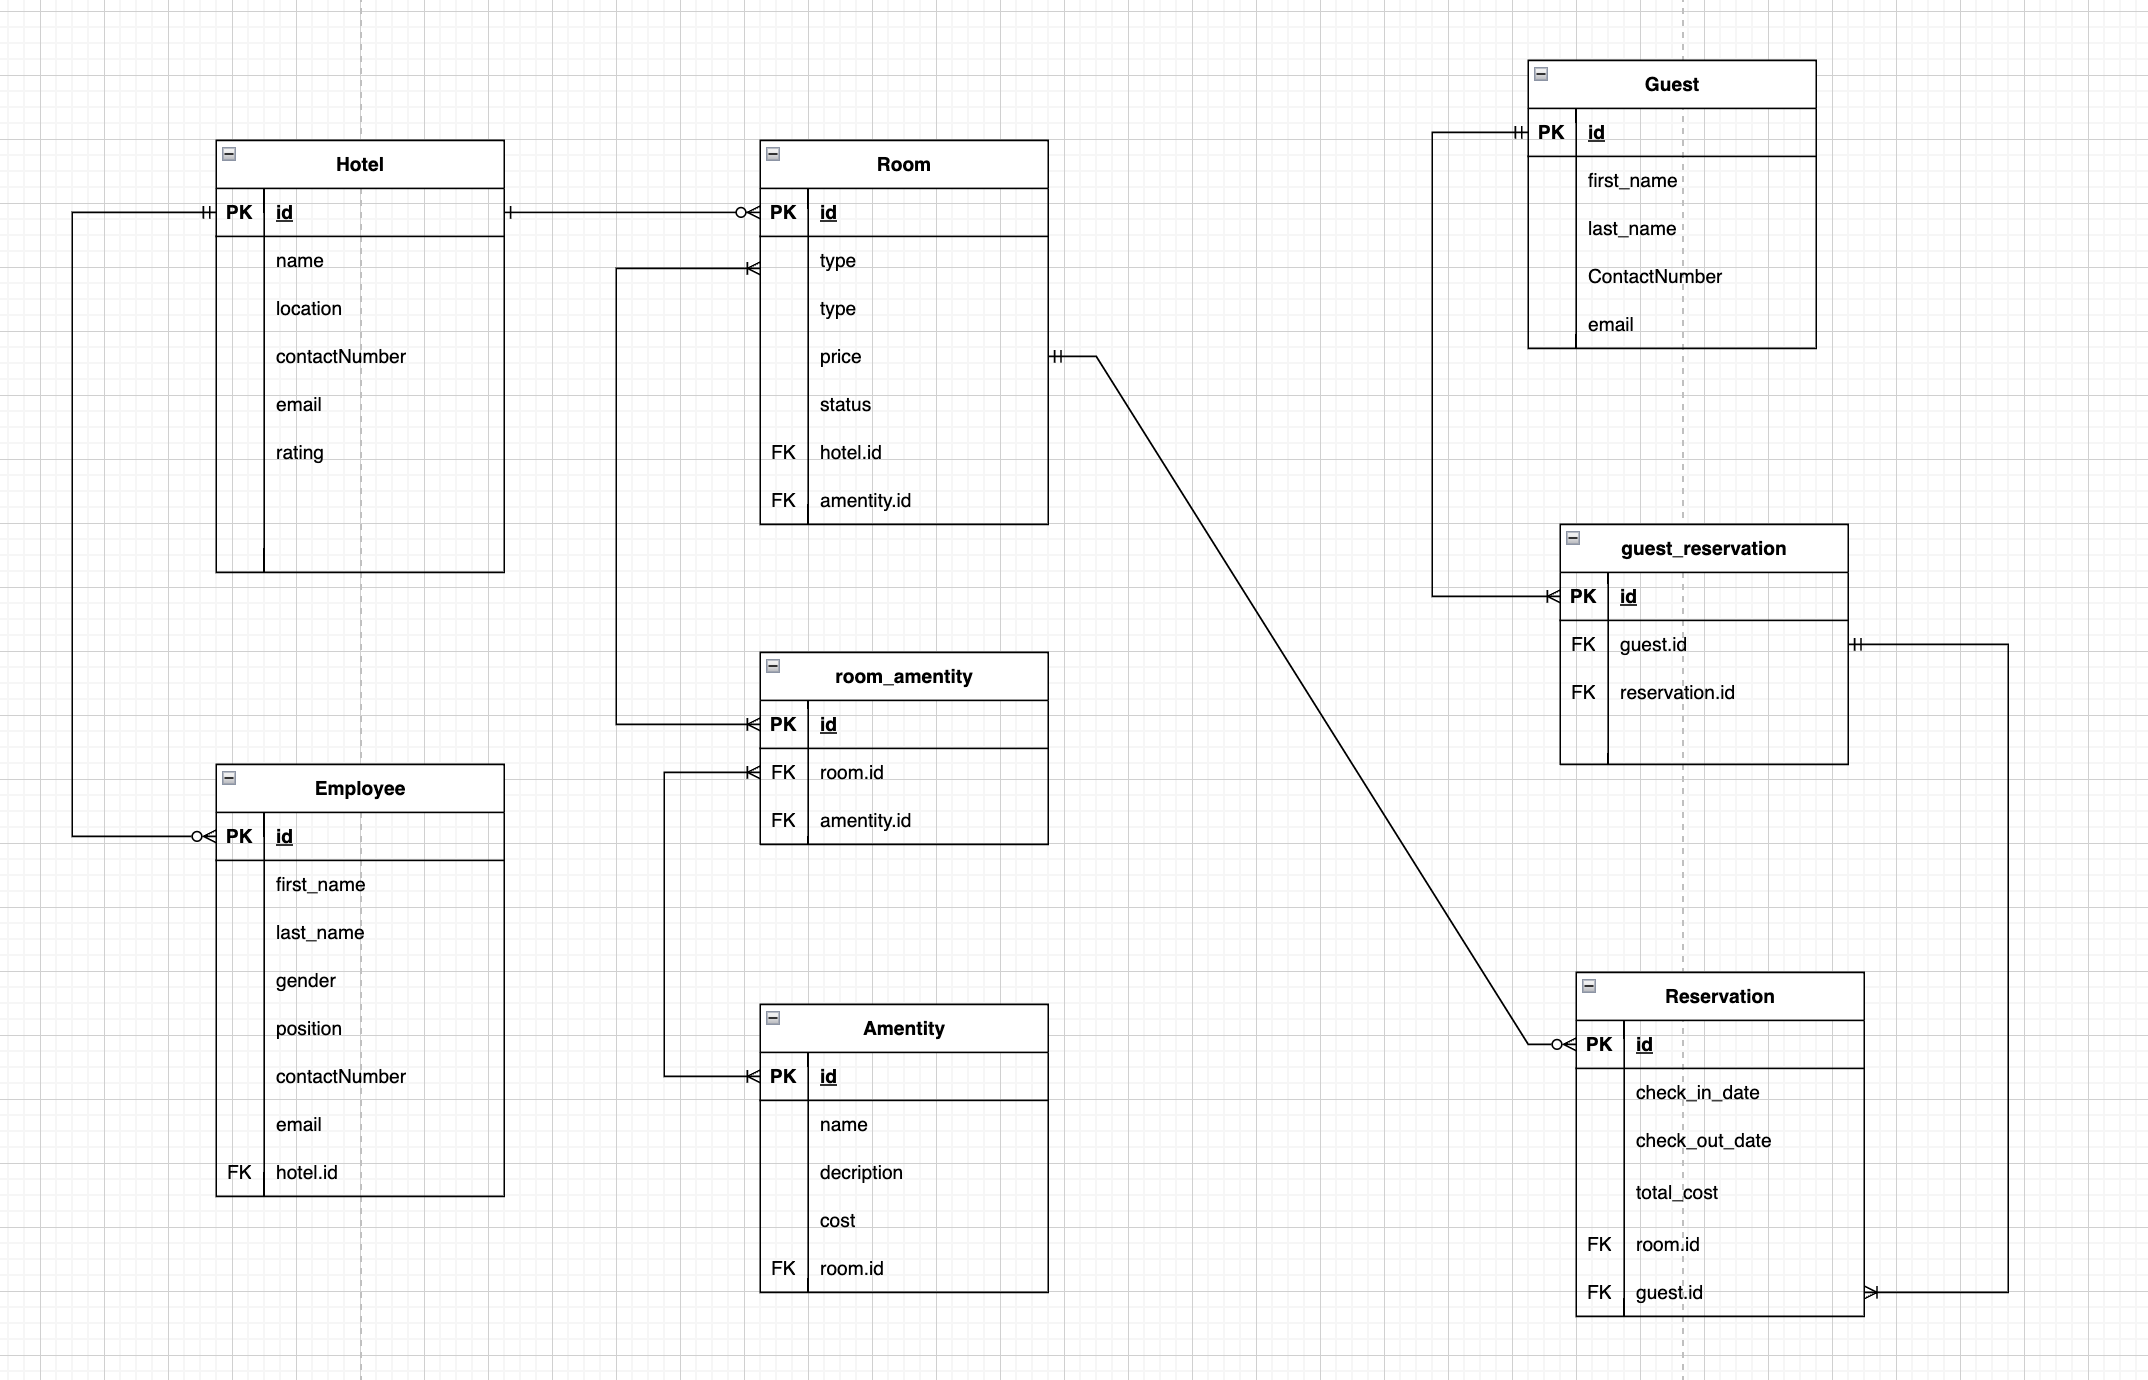 Hotel
PK id
name
location
contactNumber
email
rating
Room
PK id
type
type
price
status
FK hotel.id
FK amentity.id
Guest
PK id
first_name
last_name
ContactNumber
email
guest_reservation
PK id
FK guest.id
FK reservation.id
room_amentity
PK id
FK room.id
FK amentity.id
Employee
PK id
first_name
last_name
gender
position
contactNumber
email
FK hotel.id
Amentity
PK id
name
decription
cost
FK room.id
Reservation
PK id
check_in_date
check_out_date
total_cost
FK room.id
FK guest.id